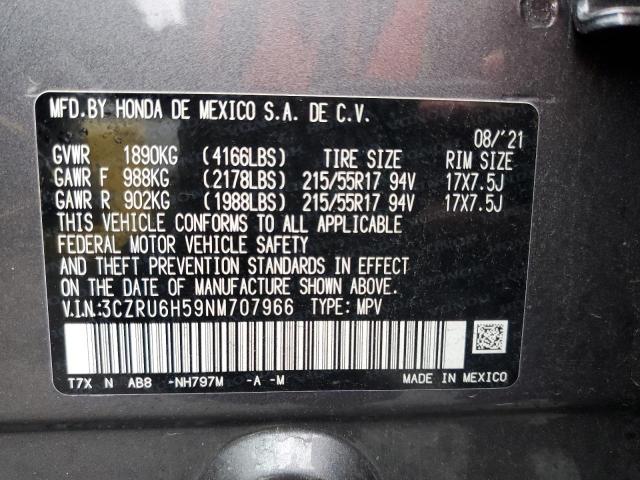 MFD.BY HONDA DE MEXICO S.A. DE C.V.
08/'21
GVWR 1890KG (4166LBS) TIRE SIZE RIM SIZE
GAWR F 988KG (2178LBS) 215/55R17 94V 17X7.5J
GAWR R 902KG (1988LBS) 215/55R17 94V 17X7.5J
THIS VEHICLE CONFORMS TO ALL APPLICABLE
FEDERAL MOTOR VEHICLE SAFETY
AND THEFT PREVENTION STANDARDS IN EFFECT
ON THE DATE OF MANUFACTURE SHOWN ABOVE.
V.I.N.:3CZRU6H59NM707966 TYPE: MPV
T7X N AB8 -NH797M -A -M MADE IN MEXICO